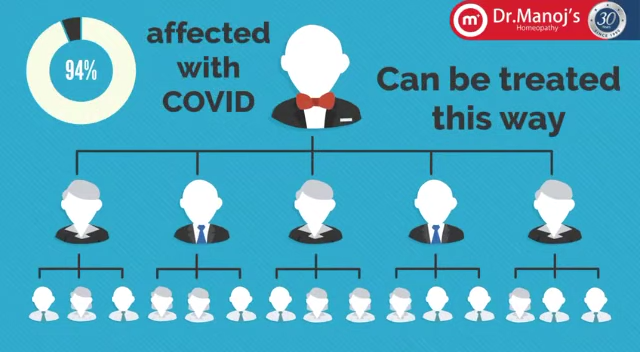 94%
affected
with
COVID
Can be treated
this way
m
Dr.Manoj's
Homeopathy
30